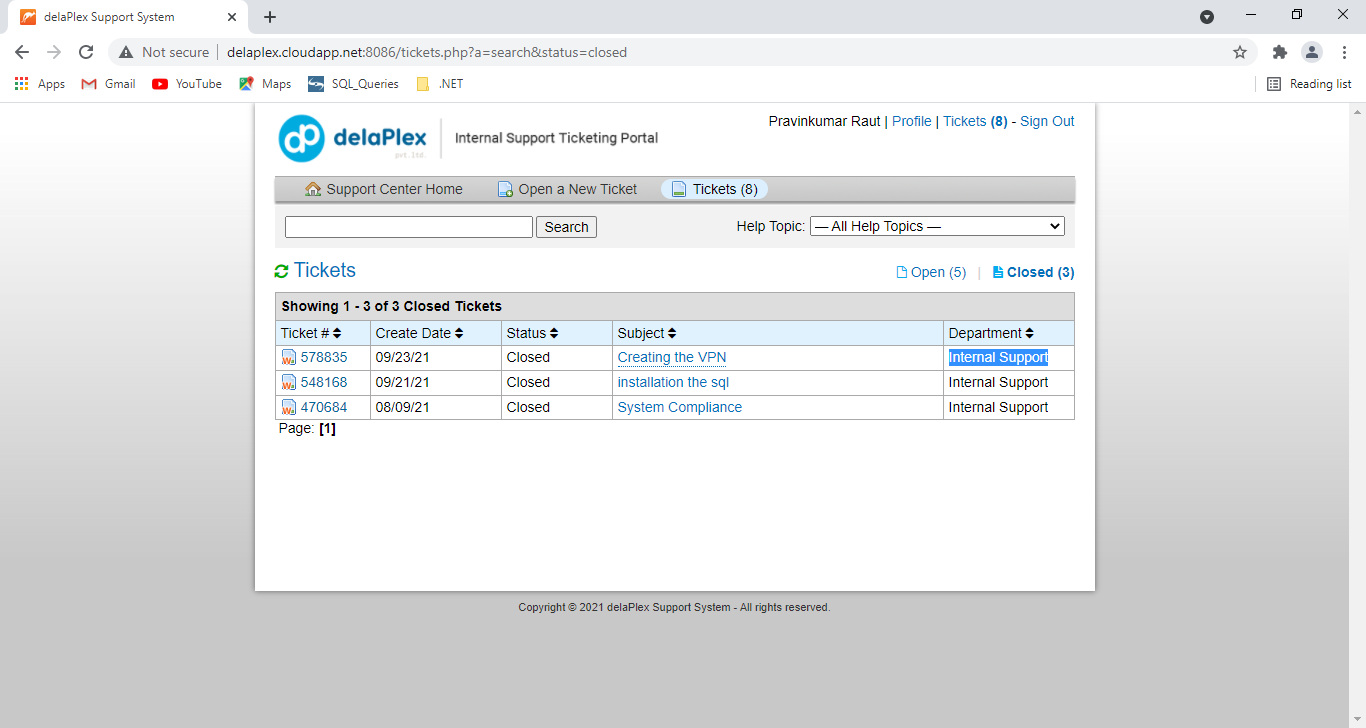 delaPlex Support System
Not secure delaplex.cloudapp.net:8086/tickets.php?a=search&status=closed
Apps Gmail YouTube Maps SQL_Queries .NET Reading list
dp delaPlex pvt. ltd. Internal Support Ticketing Portal
Pravinkumar Raut | Profile | Tickets (8) - Sign Out
Support Center Home Open a New Ticket Tickets (8)
Search Help Topic: — All Help Topics —
Tickets Open (5) | Closed (3)
Showing 1 - 3 of 3 Closed Tickets
Ticket # Create Date Status Subject Department
578835 09/23/21 Closed Creating the VPN Internal Support
548168 09/21/21 Closed installation the sql Internal Support
470684 08/09/21 Closed System Compliance Internal Support
Page: [1]
Copyright © 2021 delaPlex Support System - All rights reserved.